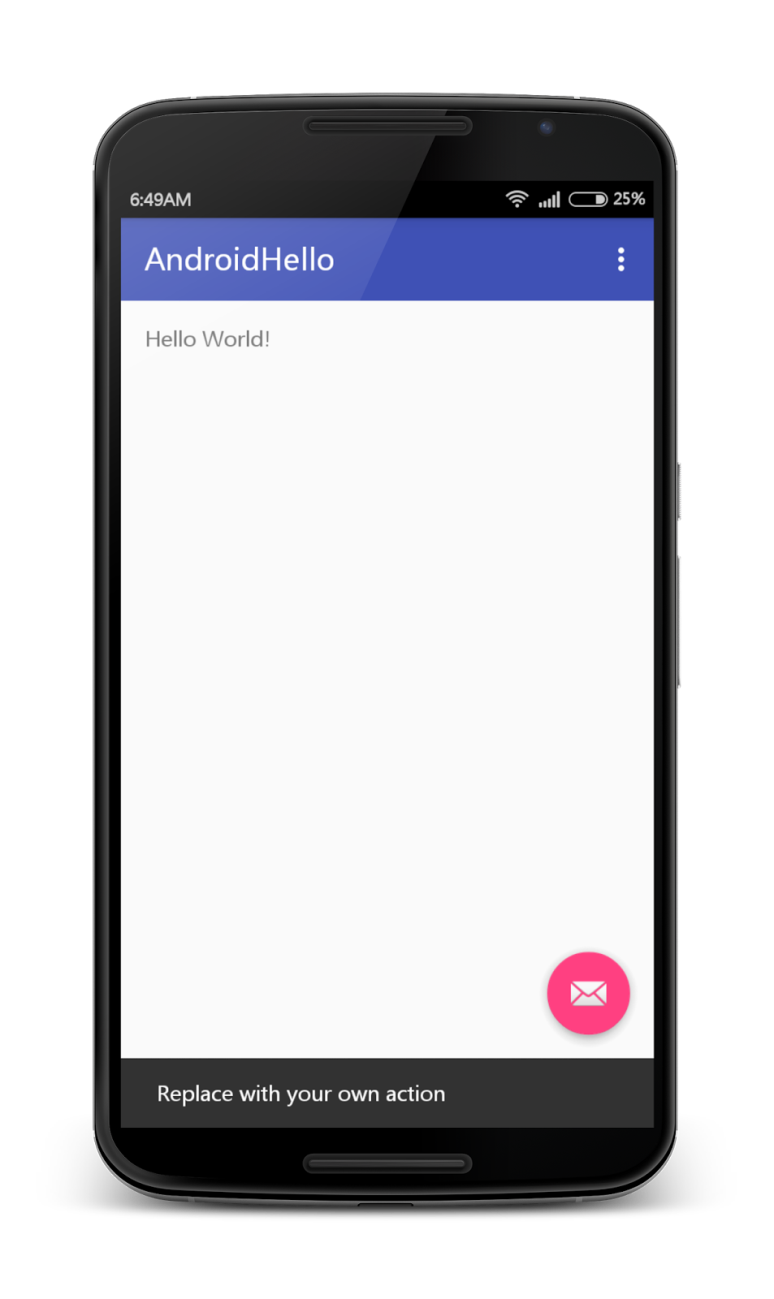 6:49AM 25%
AndroidHello
Hello World!
Replace with your own action